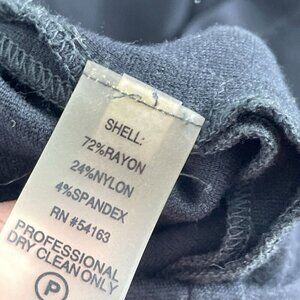 SHELL:
72%RAYON
24%NYLON
4%SPANDEX
RN #54163
PROFESSIONAL
DRY CLEAN ONLY
P